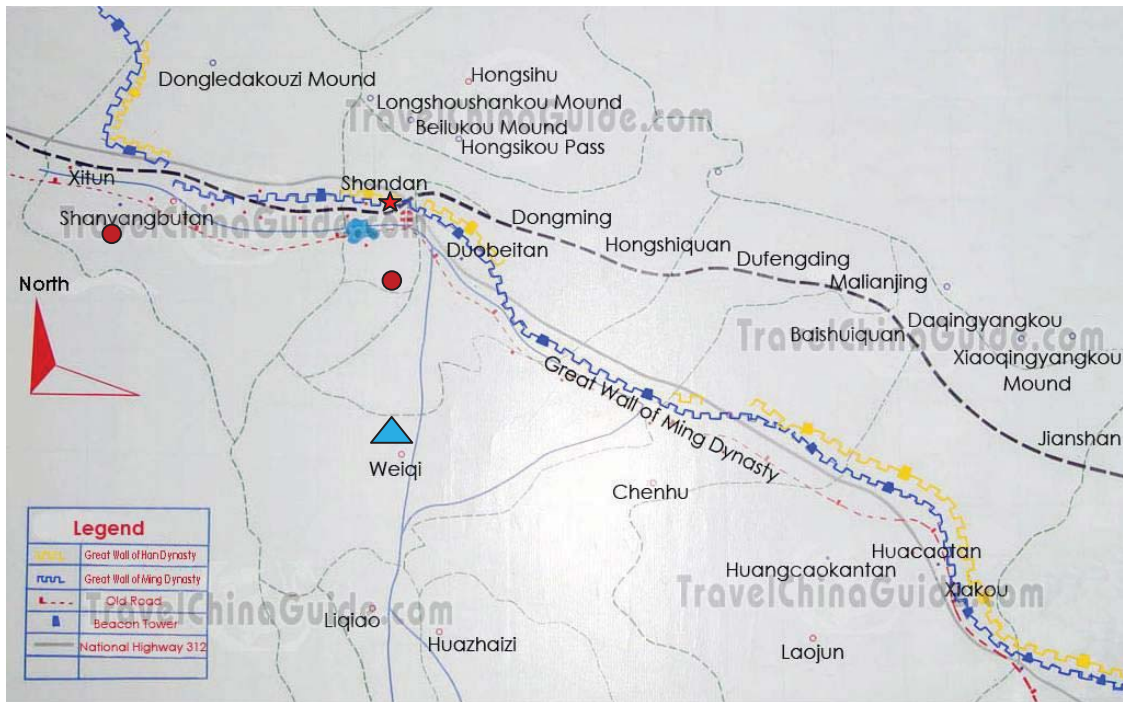 Dongledakouzi Mound
Hongsihu
Longshoushankou Mound
TravelChinaGuide.com
Beilukou Mound
Hongsikou Pass
Xitun
Shandan
Shanyangbutan
TravelChinaGuide.com
Dongming
Duobeitan
Hongshiquan
Dufengding
North
Malianjing
TravelChinaGuide.com
Baishuiquan
Daqingyangkou
Xiaoqingyangkou
Mound
Great Wall of Ming Dynasty
Jianshan
Weiqi
Chenhu
Legend
Great Wall of Han Dynasty
Great Wall of Ming Dynasty
Old Road
Beacon Tower
National Highway 312
TravelChinaGuide.com
Liqiao
Huazhaizi
Huacaotan
Huangcaokantan
Xiakou
TravelChinaGuide.com
Laojun